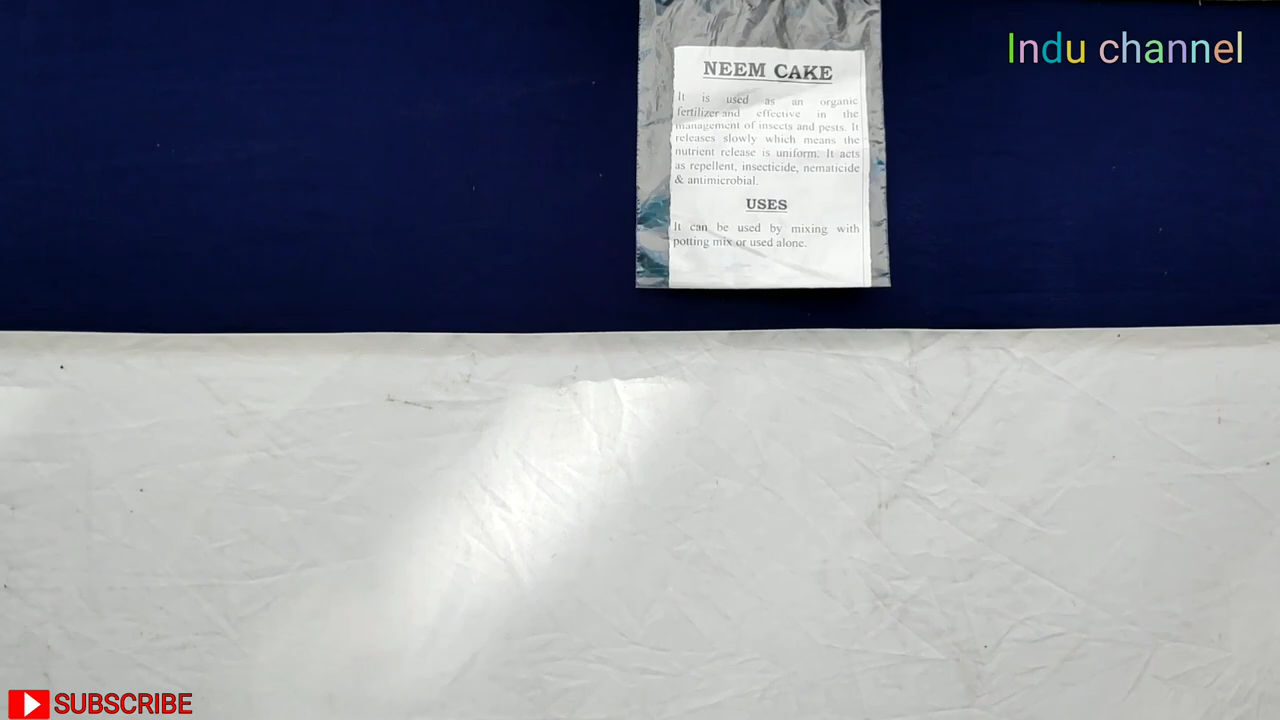 Indu channel
NEEM CAKE
It is used as an organic
fertilizer and effective in the
management of insects and pests. It
releases slowly which means the
nutrient release is uniform. It acts
as repellent, insecticide, nematicide
& antimicrobial.
USES
It can be used by mixing with
potting mix or used alone.
SUBSCRIBE